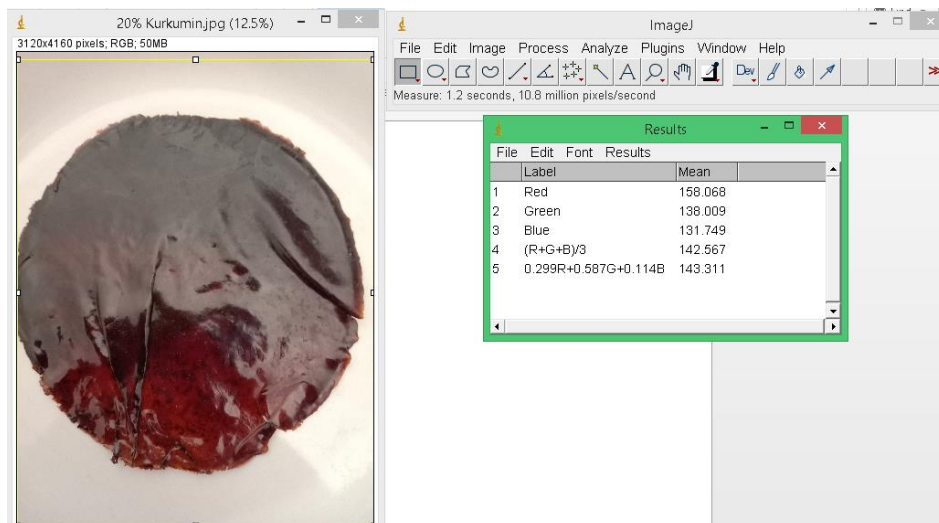 20% Kurkumin.jpg (12.5%)
3120x4160 pixels; RGB; 50MB
ImageJ
File Edit Image Process Analyze Plugins Window Help
A Dev
Measure: 1.2 seconds, 10.8 million pixels/second
Results
File Edit Font Results
Label Mean
1 Red 158.068
2 Green 138.009
3 Blue 131.749
4 (R+G+B)/3 142.567
5 0.299R+0.587G+0.114B 143.311